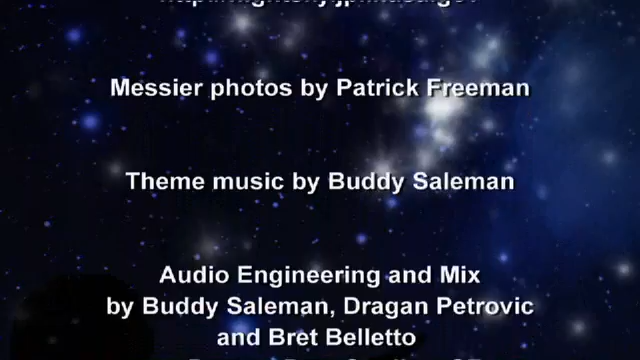 Messier photos by Patrick Freeman
Theme music by Buddy Saleman
Audio Engineering and Mix
by Buddy Saleman, Dragan Petrovic
and Bret Belletto